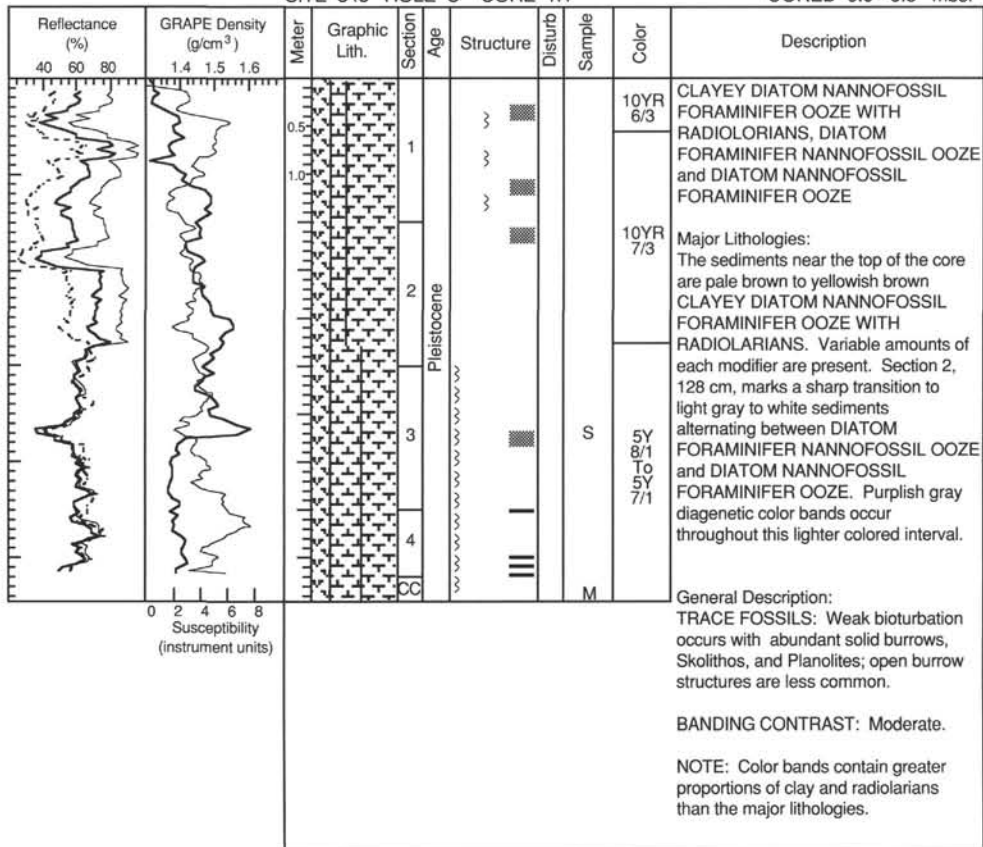 Reflectance
(%)
40 60 80
GRAPE Density
(g/cm³)
1.4 1.5 1.6
Meter
Graphic
Lith.
Section
Age
Structure
Disturb
Sample
Color
Description
0.5
1.0
1
2
3
4
CC
Pleistocene
S
M
10YR
6/3
10YR
7/3
5Y
8/1
To
5Y
7/1
CLAYEY DIATOM NANNOFOSSIL
FORAMINIFER OOZE WITH
RADIOLORIANS, DIATOM
FORAMINIFER NANNOFOSSIL OOZE
and DIATOM NANNOFOSSIL
FORAMINIFER OOZE
Major Lithologies:
The sediments near the top of the core
are pale brown to yellowish brown
CLAYEY DIATOM NANNOFOSSIL
FORAMINIFER OOZE WITH
RADIOLARIANS. Variable amounts of
each modifier are present. Section 2,
128 cm, marks a sharp transition to
light gray to white sediments
alternating between DIATOM
FORAMINIFER NANNOFOSSIL OOZE
and DIATOM NANNOFOSSIL
FORAMINIFER OOZE. Purplish gray
diagenetic color bands occur
throughout this lighter colored interval.
General Description:
TRACE FOSSILS: Weak bioturbation
occurs with abundant solid burrows,
Skolithos, and Planolites; open burrow
structures are less common.
BANDING CONTRAST: Moderate.
NOTE: Color bands contain greater
proportions of clay and radiolarians
than the major lithologies.
0 2 4 6 8
Susceptibility
(instrument units)